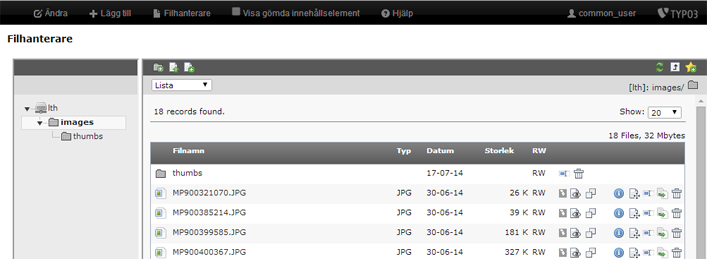 Ändra Lägg till Filhanterare Visa gömda innehållselement Hjälp common_user TYPO3
Filhanterare
Lista [lth]: images/
18 records found. Show: 20
18 Files, 32 Mbytes
lth
images
thumbs
Filnamn Typ Datum Storlek RW
thumbs 17-07-14 RW
MP900321070.JPG JPG 30-06-14 26 K RW
MP900385214.JPG JPG 30-06-14 39 K RW
MP900399585.JPG JPG 30-06-14 181 K RW
MP900400367.JPG JPG 30-06-14 327 K RW